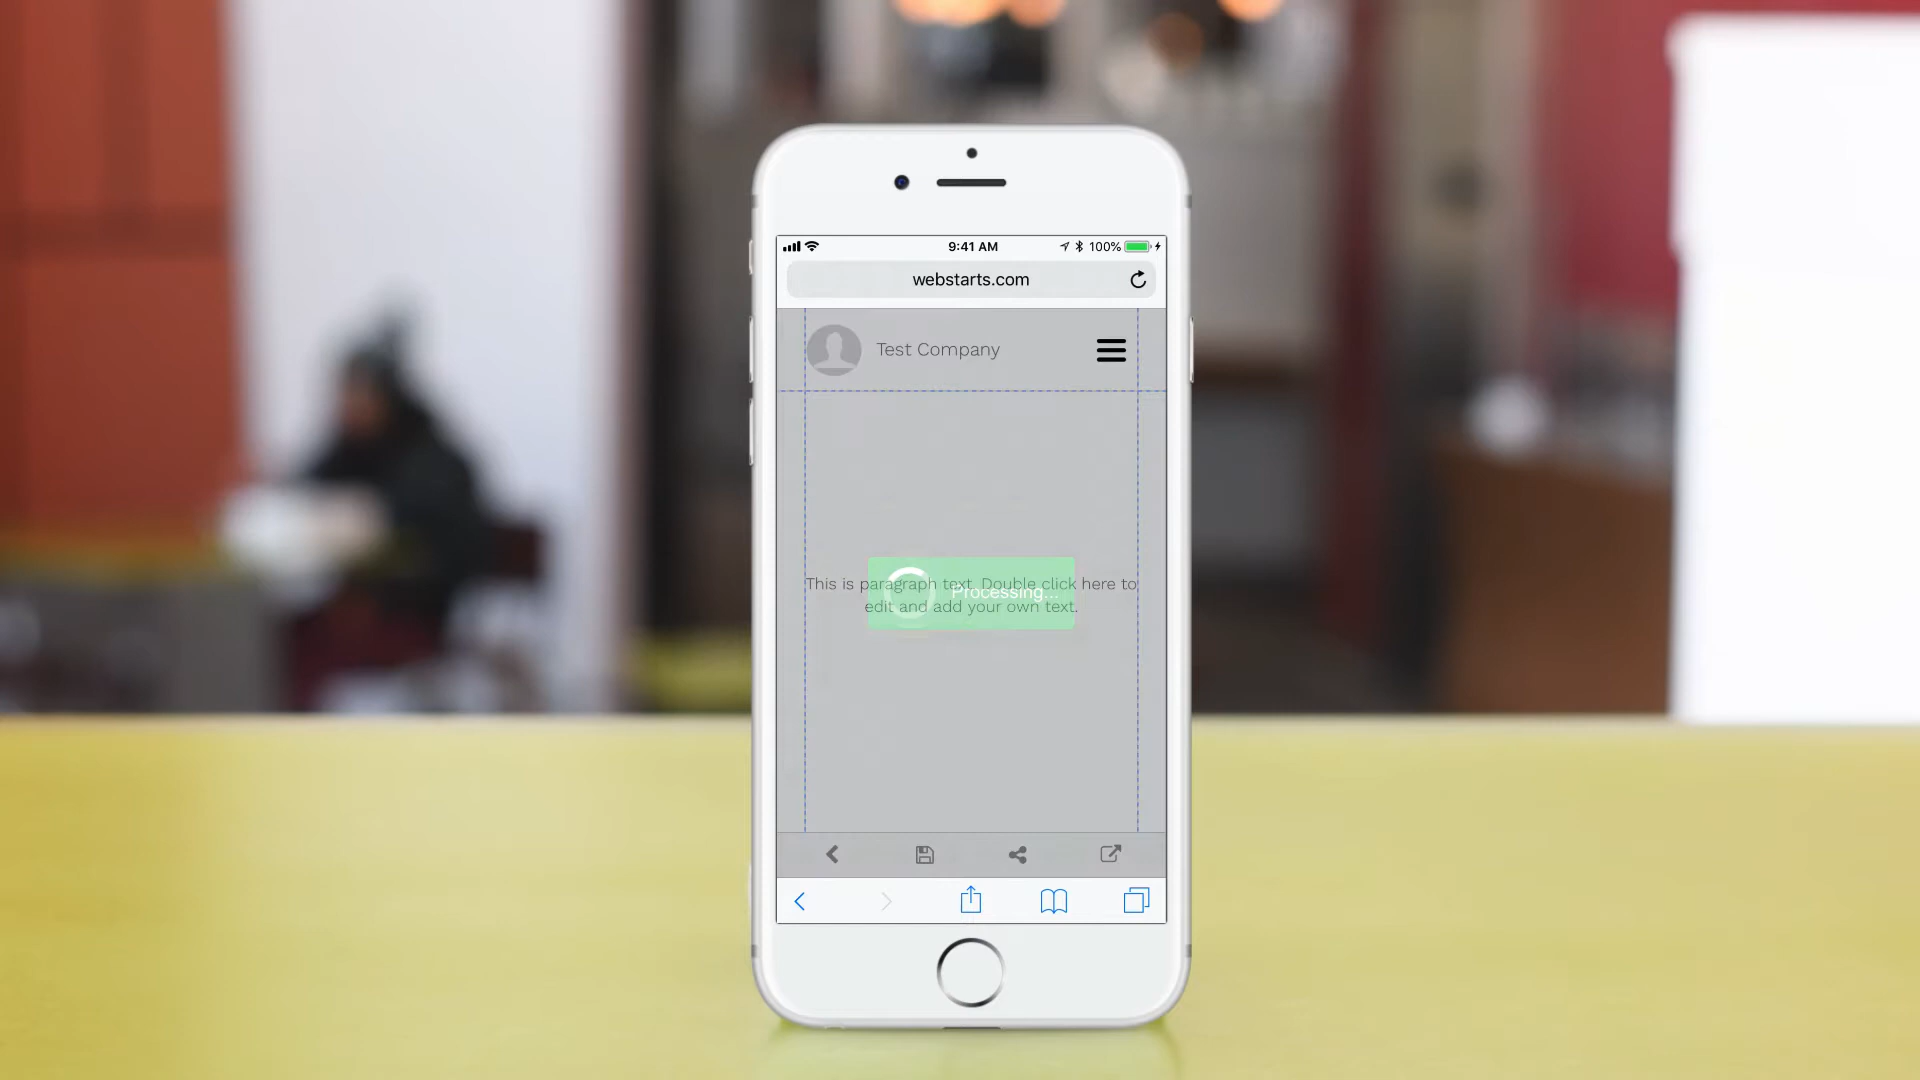 9:41 AM
100%
webstarts.com
Test Company
This is paragraph text. Double click here to
edit and add your own text.
Processing...